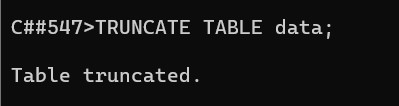 C##547>TRUNCATE TABLE data;
Table truncated.